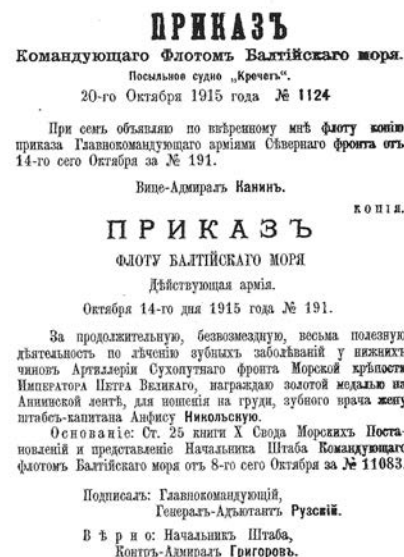 ПРИКАЗЪ
Командующаго Флотомъ Балтійскаго моря.
Посыльное судно „Кречетъ“.
20-го Октября 1915 года № 1124
При семъ объявляю по ввѣренному мнѣ флоту копію
приказа Главнокомандующаго арміями Сѣвернаго фронта отъ
14-го сего Октября за № 191.
Вице-Адмиралъ Канинъ.
КОПІЯ.
ПРИКАЗЪ
ФЛОТУ БАЛТІЙСКАГО МОРЯ
Дѣйствующая армія.
Октября 14-го дня 1915 года № 191.
За продолжительную, безвозмездную, весьма полезную
дѣятельность по лѣченію зубныхъ заболѣваній у нижнихъ
чиновъ Артиллеріи Сухопутнаго фронта Морской крѣпости
Императора Петра Великаго, награждаю золотой медалью на
Аннинской лентѣ, для ношенія на груди, зубного врача жену
штабсъ-капитана Анфису Никольскую.
Основаніе: Ст. 25 книги X Свода Морскихъ Поста-
новленій и представленіе Начальника Штаба Командующаго
флотомъ Балтійскаго моря отъ 8-го сего Октября за № 11083.
Подписалъ: Главнокомандующій,
Генералъ-Адъютантъ Рузскій.
Вѣрно: Начальникъ Штаба,
Контръ-Адмиралъ Григоровъ.